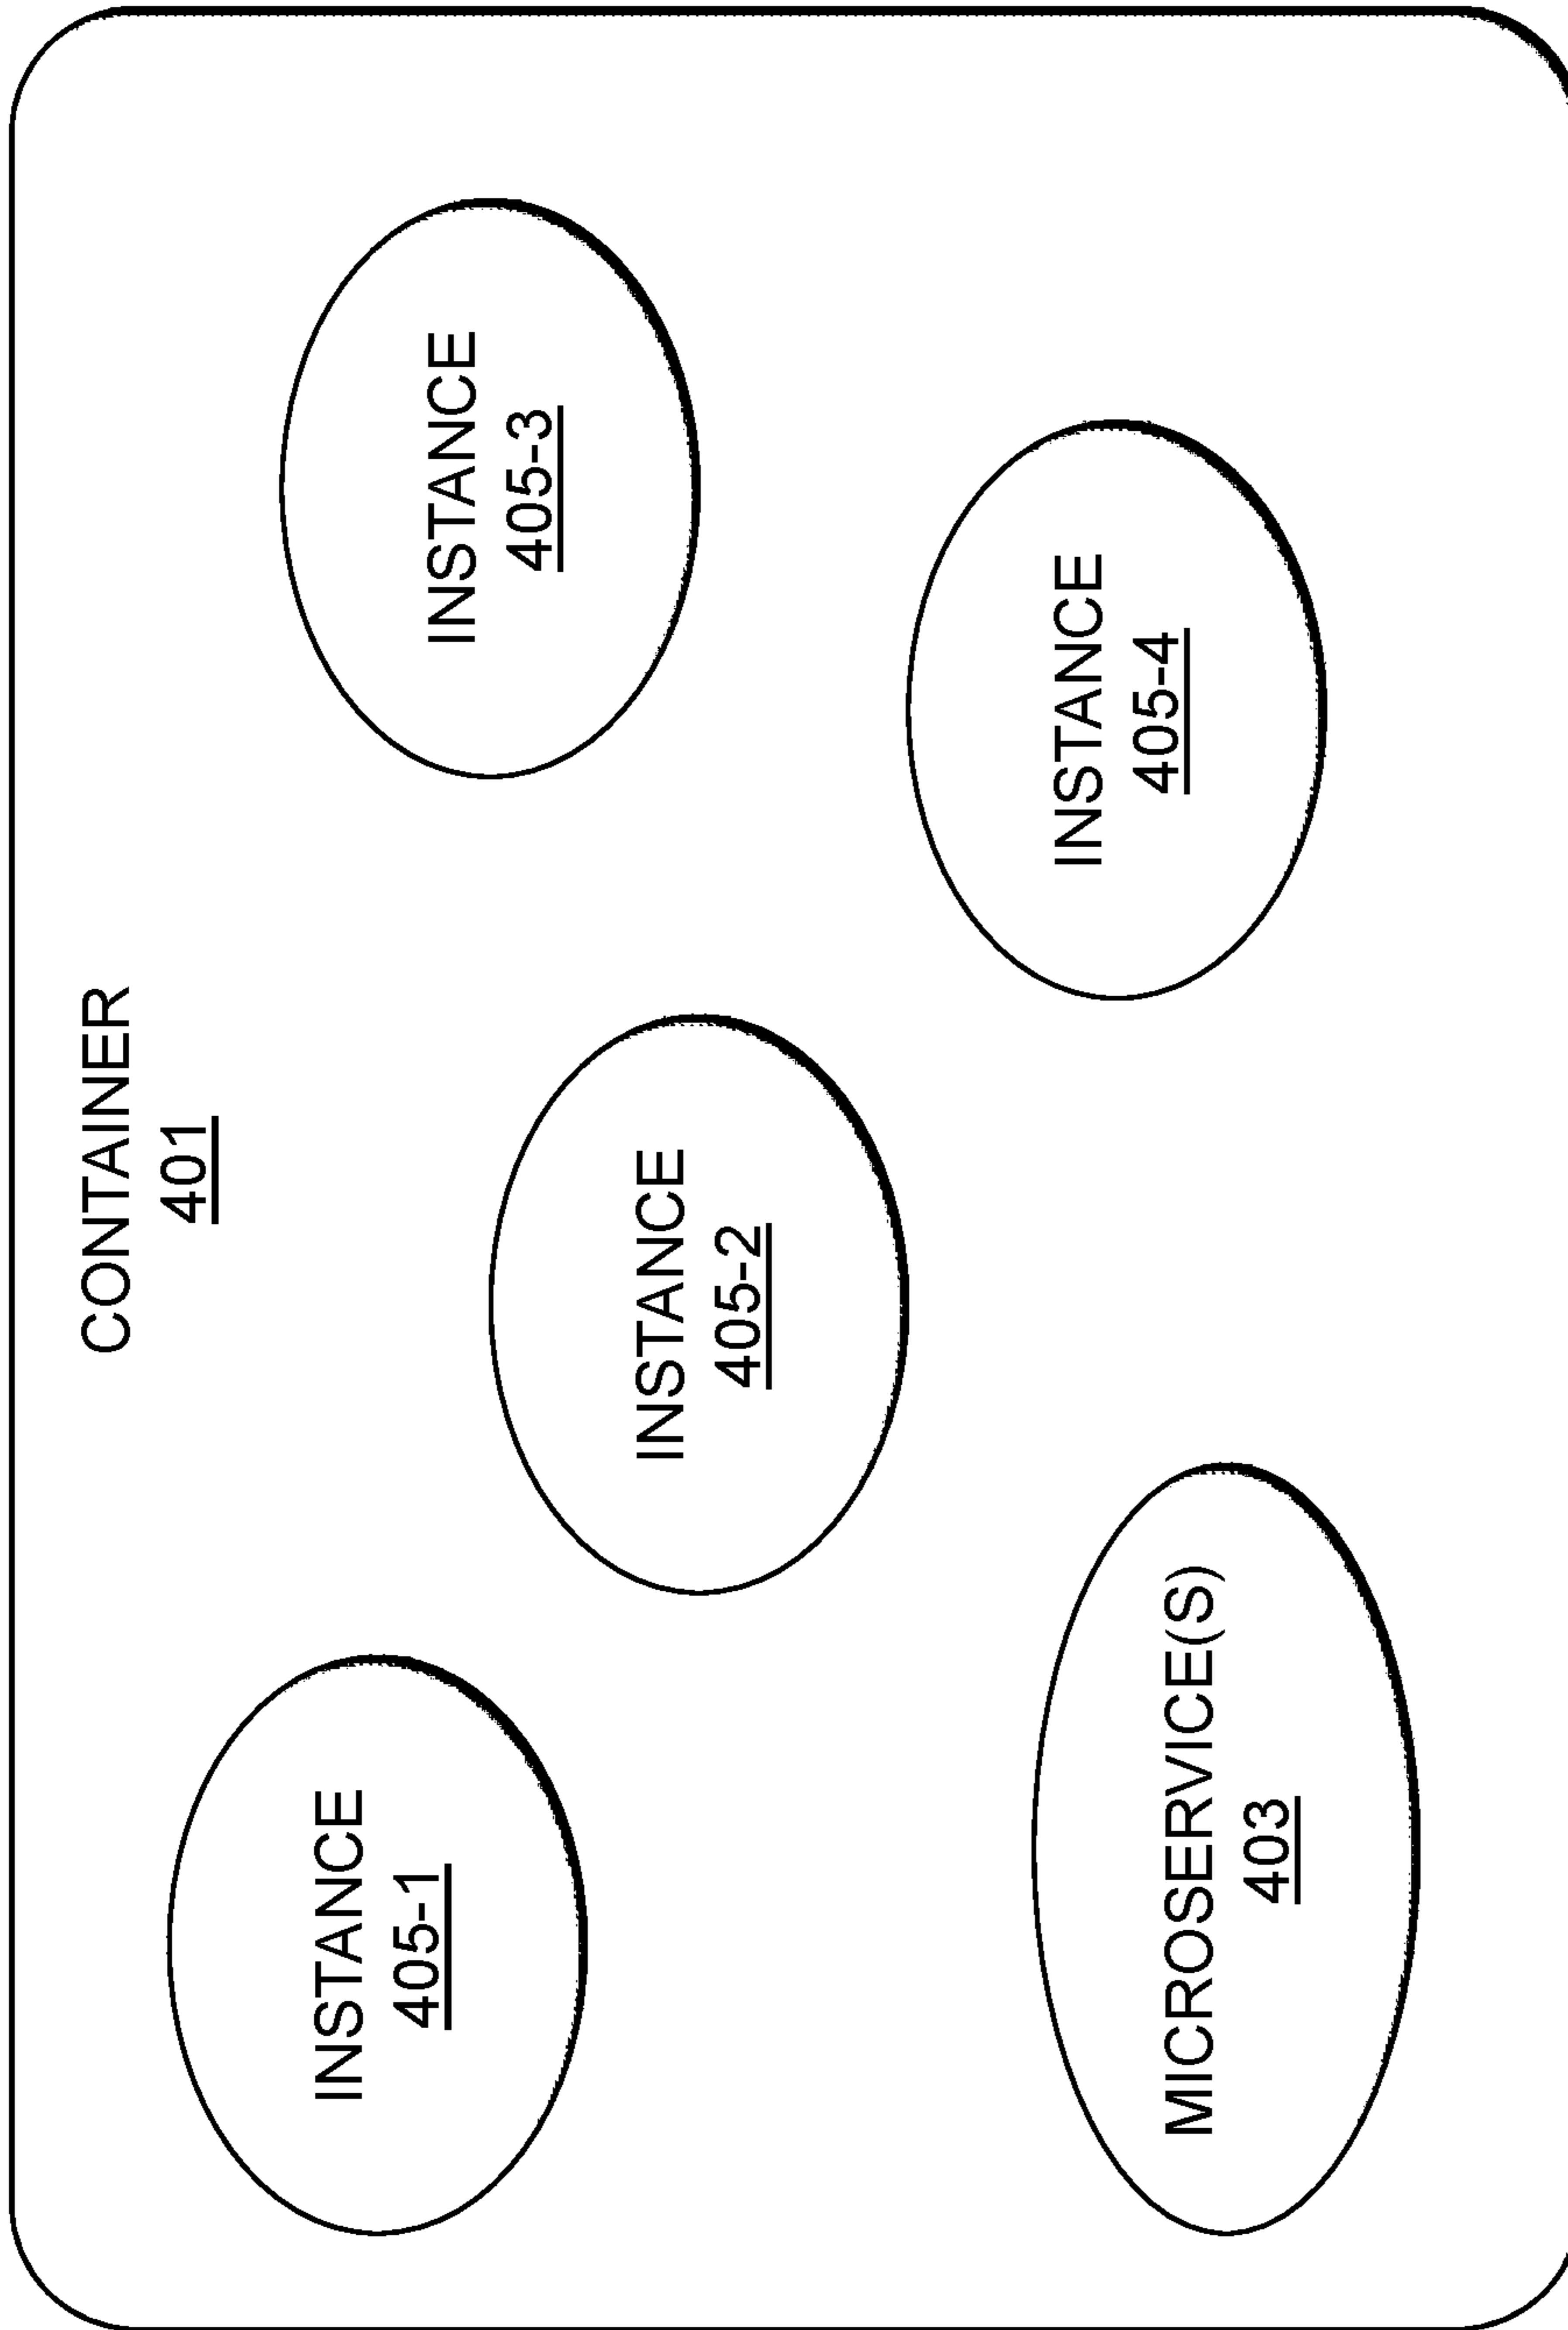 CONTAINER
401
INSTANCE
405-1
INSTANCE
405-2
INSTANCE
405-3
INSTANCE
405-4
MICROSERVICE(S)
403